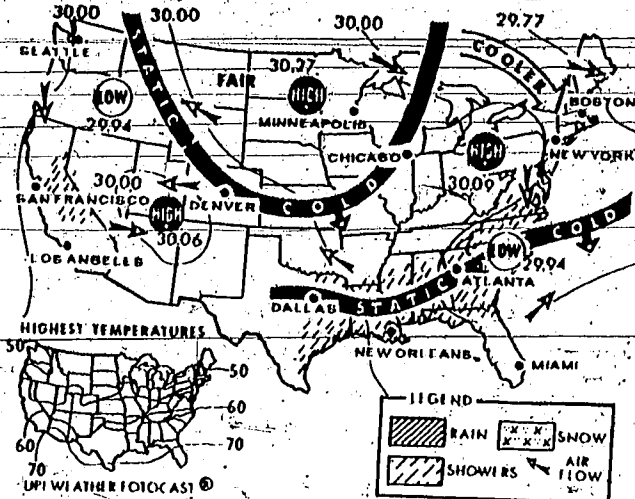 30.00 30.00 29.77
SEATTLE
STATIC
FAIR
30.27
HIGH
COOLER
LOW
29.94
MINNEAPOLIS
BOSTON
CHICAGO
HIGH
NEW YORK
30.00
30.09
SAN FRANCISCO
HIGH
DENVER
COLD
30.06
LOS ANGELES
LOW
COLD
29.94
ATLANTA
STATIC
DALLAS
HIGHEST TEMPERATURES
NEW ORLEANS
MIAMI
50
50
60
60
70
70
LEGEND
RAIN
SNOW
SHOWERS
AIR
FLOW
UPI WEATHER FOTOCAST ®